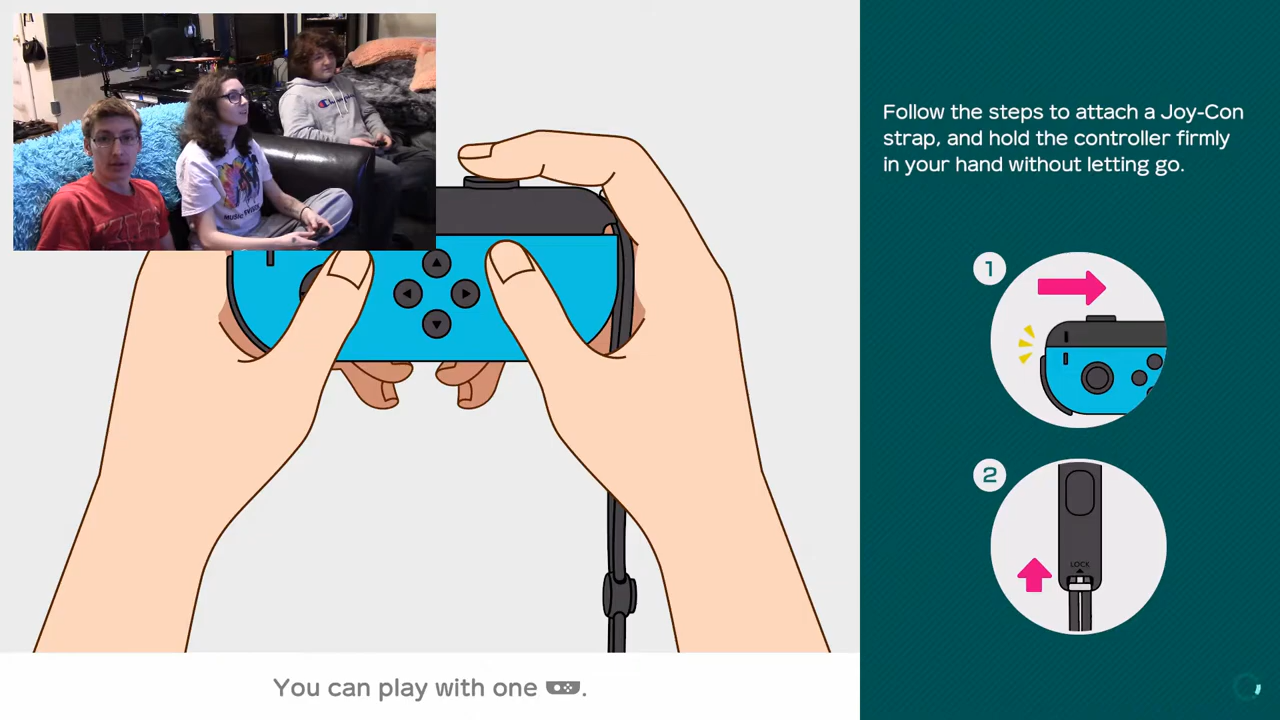 Follow the steps to attach a Joy-Con
strap, and hold the controller firmly
in your hand without letting go.
1
2
LOCK
You can play with one .